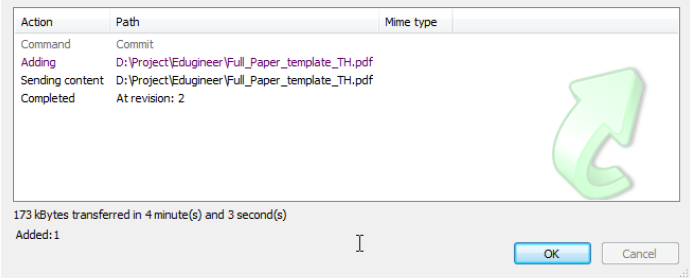 Action Path Mime type
Command Commit
Adding D:\Project\Edugineer\Full_Paper_template_TH.pdf
Sending content D:\Project\Edugineer\Full_Paper_template_TH.pdf
Completed At revision: 2
173 kBytes transferred in 4 minute(s) and 3 second(s)
Added:1
OK Cancel